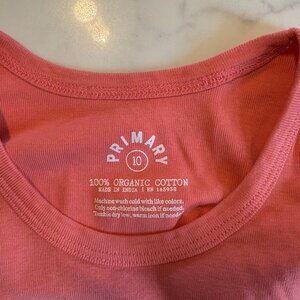 PRIMARY
10
100% ORGANIC COTTON
MADE IN INDIA | RN 145958
Machine wash cold with like colors.
Only non-chlorine bleach if needed.
Tumble dry low, warm iron if needed.